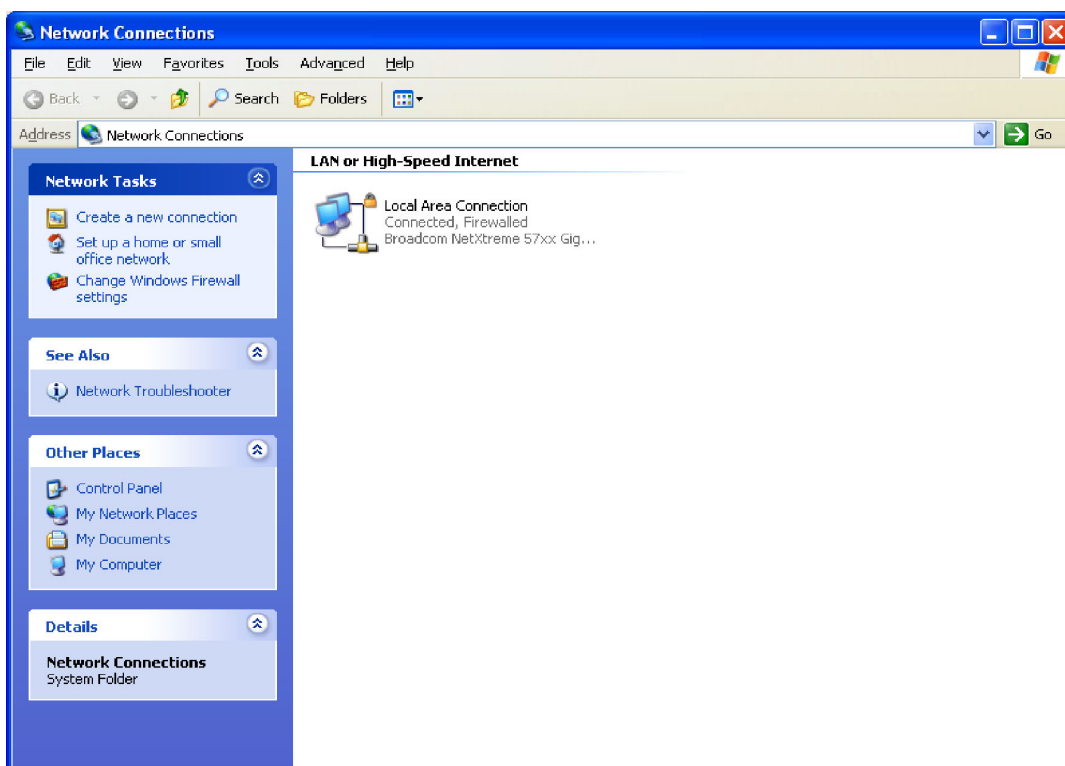 Network Connections
File Edit View Favorites Tools Advanced Help
Back Search Folders
Address Network Connections Go
Network Tasks
Create a new connection
Set up a home or small
office network
Change Windows Firewall
settings
See Also
Network Troubleshooter
Other Places
Control Panel
My Network Places
My Documents
My Computer
Details
Network Connections
System Folder
LAN or High-Speed Internet
Local Area Connection
Connected, Firewalled
Broadcom NetXtreme 57xx Gig...